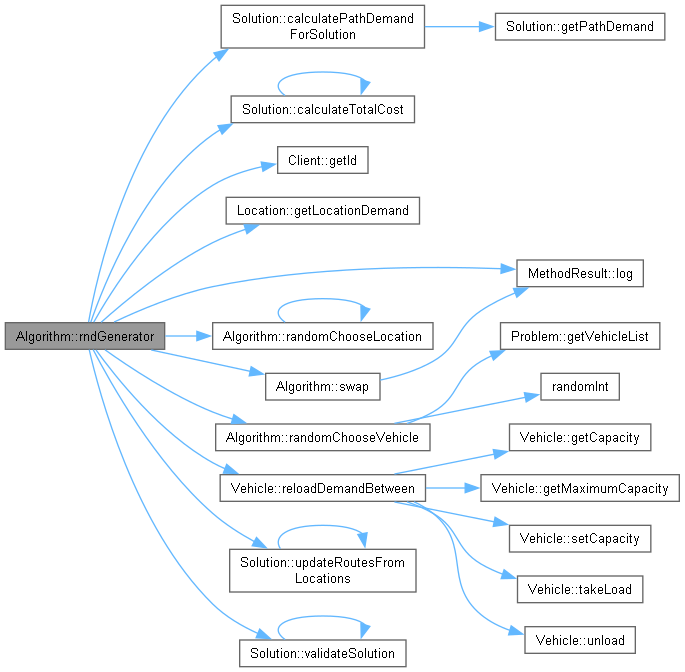 Solution::calculatePathDemand
ForSolution
Solution::getPathDemand
Solution::calculateTotalCost
Client::getId
Location::getLocationDemand
MethodResult::log
Algorithm::rndGenerator
Algorithm::randomChooseLocation
Problem::getVehicleList
Algorithm::swap
randomInt
Algorithm::randomChooseVehicle
Vehicle::getCapacity
Vehicle::reloadDemandBetween
Vehicle::getMaximumCapacity
Vehicle::setCapacity
Solution::updateRoutesFrom
Locations
Vehicle::takeLoad
Vehicle::unload
Solution::validateSolution